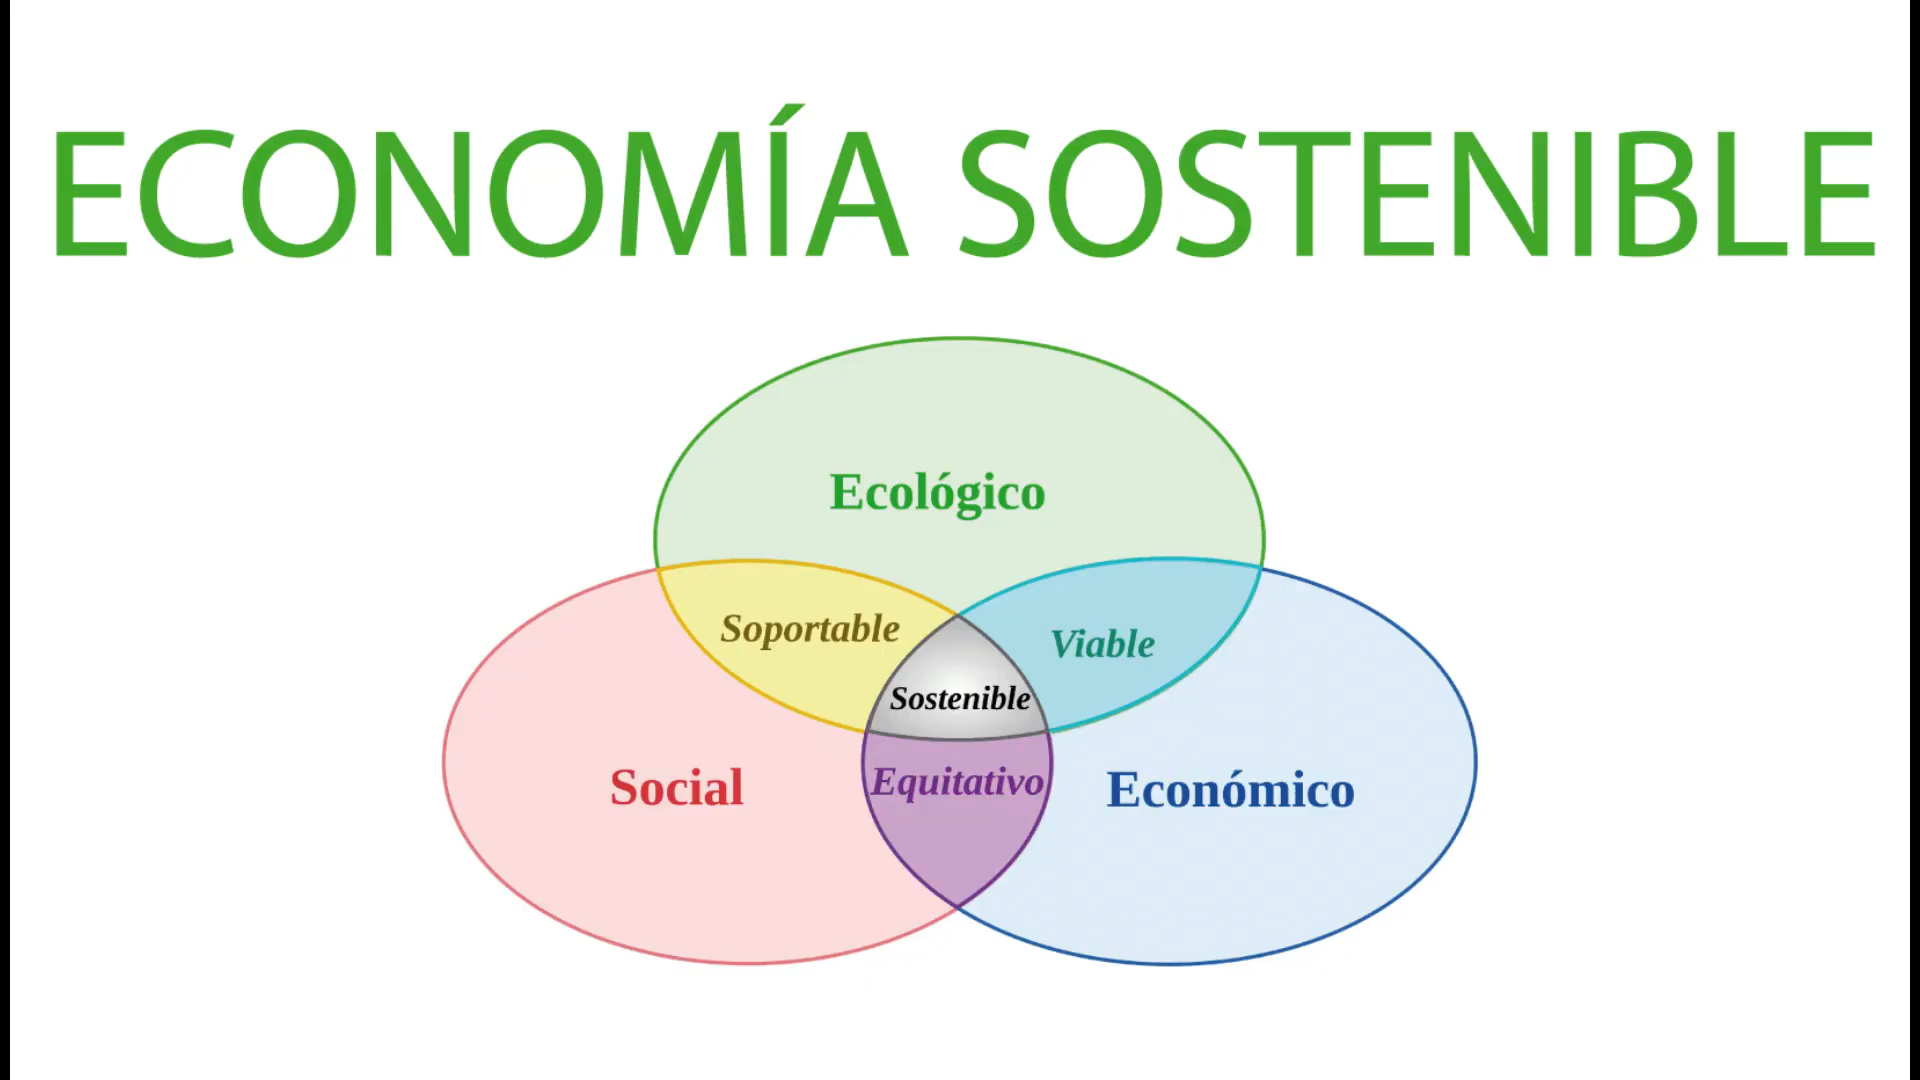 ECONOMÍA SOSTENIBLE
Ecológico
Soportable
Viable
Sostenible
Social
Equitativo
Económico